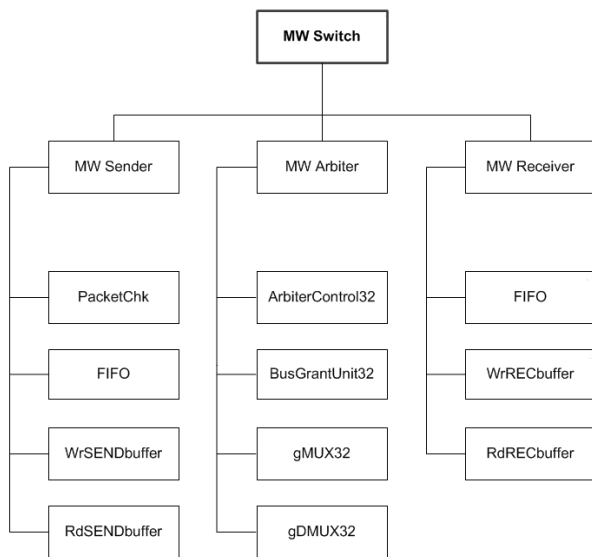 MW Switch
MW Sender
MW Arbiter
MW Receiver
PacketChk
ArbiterControl32
FIFO
FIFO
BusGrantUnit32
WrRECbuffer
WrSENDbuffer
gMUX32
RdRECbuffer
RdSENDbuffer
gDMUX32